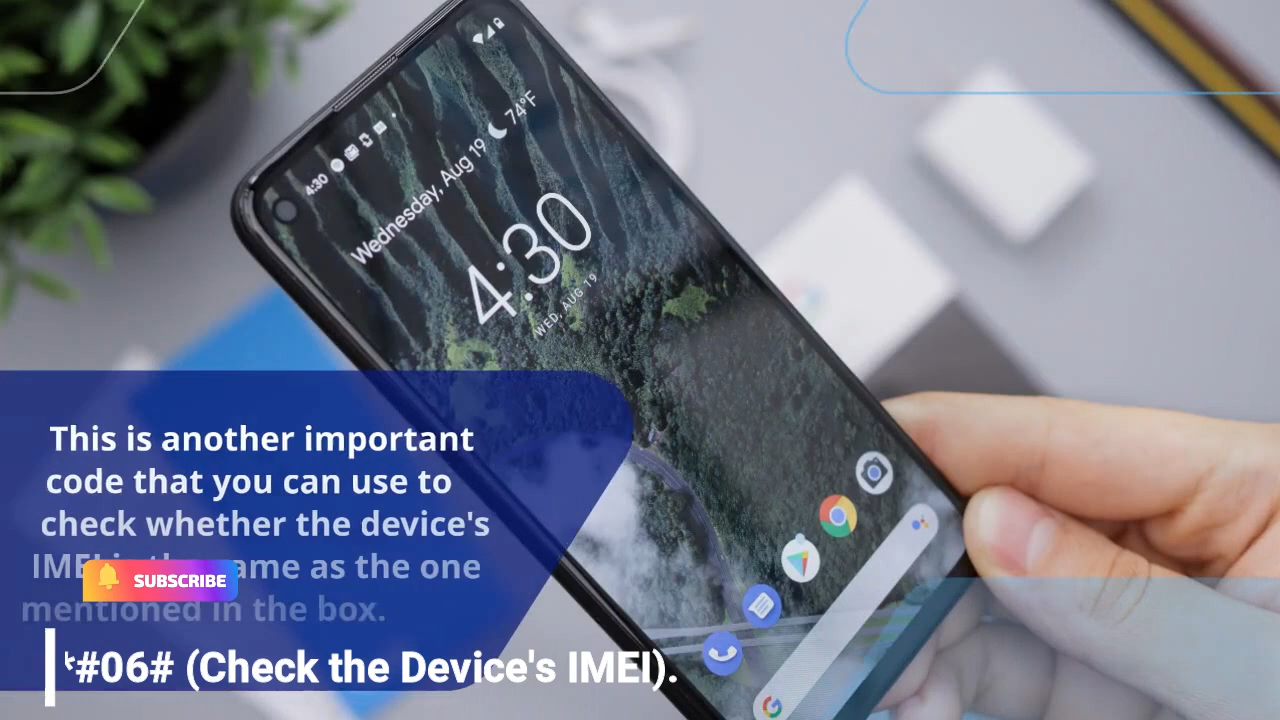 4:30
Wednesday, Aug 19 74°F
4:30
WED, AUG 19
This is another important
code that you can use to
check whether the device's
as the one
mentioned in the box.
SUBSCRIBE
#06# (Check the Device's IMEI).